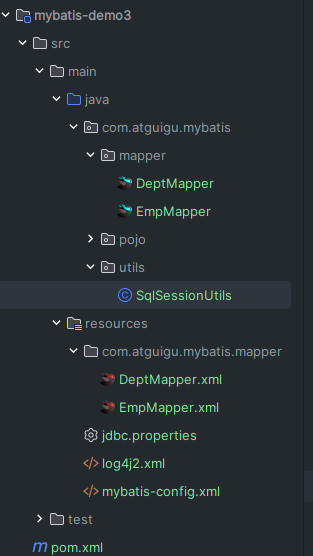 mybatis-demo3
src
main
java
com.atguigu.mybatis
mapper
DeptMapper
EmpMapper
pojo
utils
SqlSessionUtils
resources
com.atguigu.mybatis.mapper
DeptMapper.xml
EmpMapper.xml
jdbc.properties
log4j2.xml
mybatis-config.xml
test
pom.xml